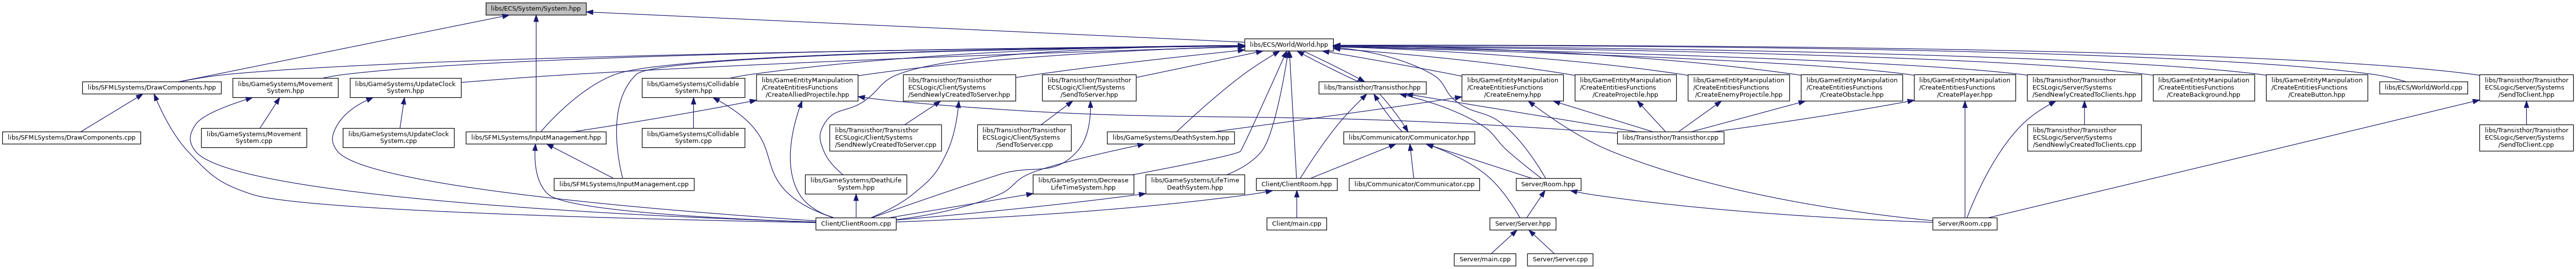 libs/ECS/System/System.hpp
libs/ECS/World/World.hpp
libs/SFMLSystems/DrawComponents.hpp
libs/GameSystems/Movement
System.hpp
libs/GameSystems/UpdateClock
System.hpp
libs/GameSystems/Collidable
System.hpp
libs/GameEntityManipulation
/CreateEntitiesFunctions
/CreateAlliedProjectile.hpp
libs/Transisthor/Transisthor
ECSLogic/Client/Systems
/SendNewlyCreatedToServer.hpp
libs/Transisthor/Transisthor
ECSLogic/Client/Systems
/SendToServer.hpp
libs/Transisthor/Transisthor.hpp
libs/GameEntityManipulation
/CreateEntitiesFunctions
/CreateEnemy.hpp
libs/GameEntityManipulation
/CreateEntitiesFunctions
/CreateProjectile.hpp
libs/GameEntityManipulation
/CreateEntitiesFunctions
/CreateEnemyProjectile.hpp
libs/GameEntityManipulation
/CreateEntitiesFunctions
/CreateObstacle.hpp
libs/GameEntityManipulation
/CreateEntitiesFunctions
/CreatePlayer.hpp
libs/Transisthor/Transisthor
ECSLogic/Server/Systems
/SendNewlyCreatedToClients.hpp
libs/GameEntityManipulation
/CreateEntitiesFunctions
/CreateBackground.hpp
libs/GameEntityManipulation
/CreateEntitiesFunctions
/CreateButton.hpp
libs/ECS/World/World.cpp
libs/Transisthor/Transisthor
ECSLogic/Server/Systems
/SendToClient.hpp
libs/SFMLSystems/DrawComponents.cpp
libs/GameSystems/Movement
System.cpp
libs/GameSystems/UpdateClock
System.cpp
libs/SFMLSystems/InputManagement.hpp
libs/GameSystems/Collidable
System.cpp
libs/Transisthor/Transisthor
ECSLogic/Client/Systems
/SendNewlyCreatedToServer.cpp
libs/Transisthor/Transisthor
ECSLogic/Client/Systems
/SendToServer.cpp
libs/GameSystems/DeathSystem.hpp
libs/Communicator/Communicator.hpp
libs/Transisthor/Transisthor.cpp
libs/Transisthor/Transisthor
ECSLogic/Server/Systems
/SendNewlyCreatedToClients.cpp
libs/Transisthor/Transisthor
ECSLogic/Server/Systems
/SendToClient.cpp
libs/SFMLSystems/InputManagement.cpp
libs/GameSystems/DeathLife
System.hpp
libs/GameSystems/Decrease
LifeTimeSystem.hpp
libs/GameSystems/LifeTime
DeathSystem.hpp
Client/ClientRoom.hpp
libs/Communicator/Communicator.cpp
Server/Room.hpp
Client/ClientRoom.cpp
Client/main.cpp
Server/Server.hpp
Server/Room.cpp
Server/main.cpp
Server/Server.cpp